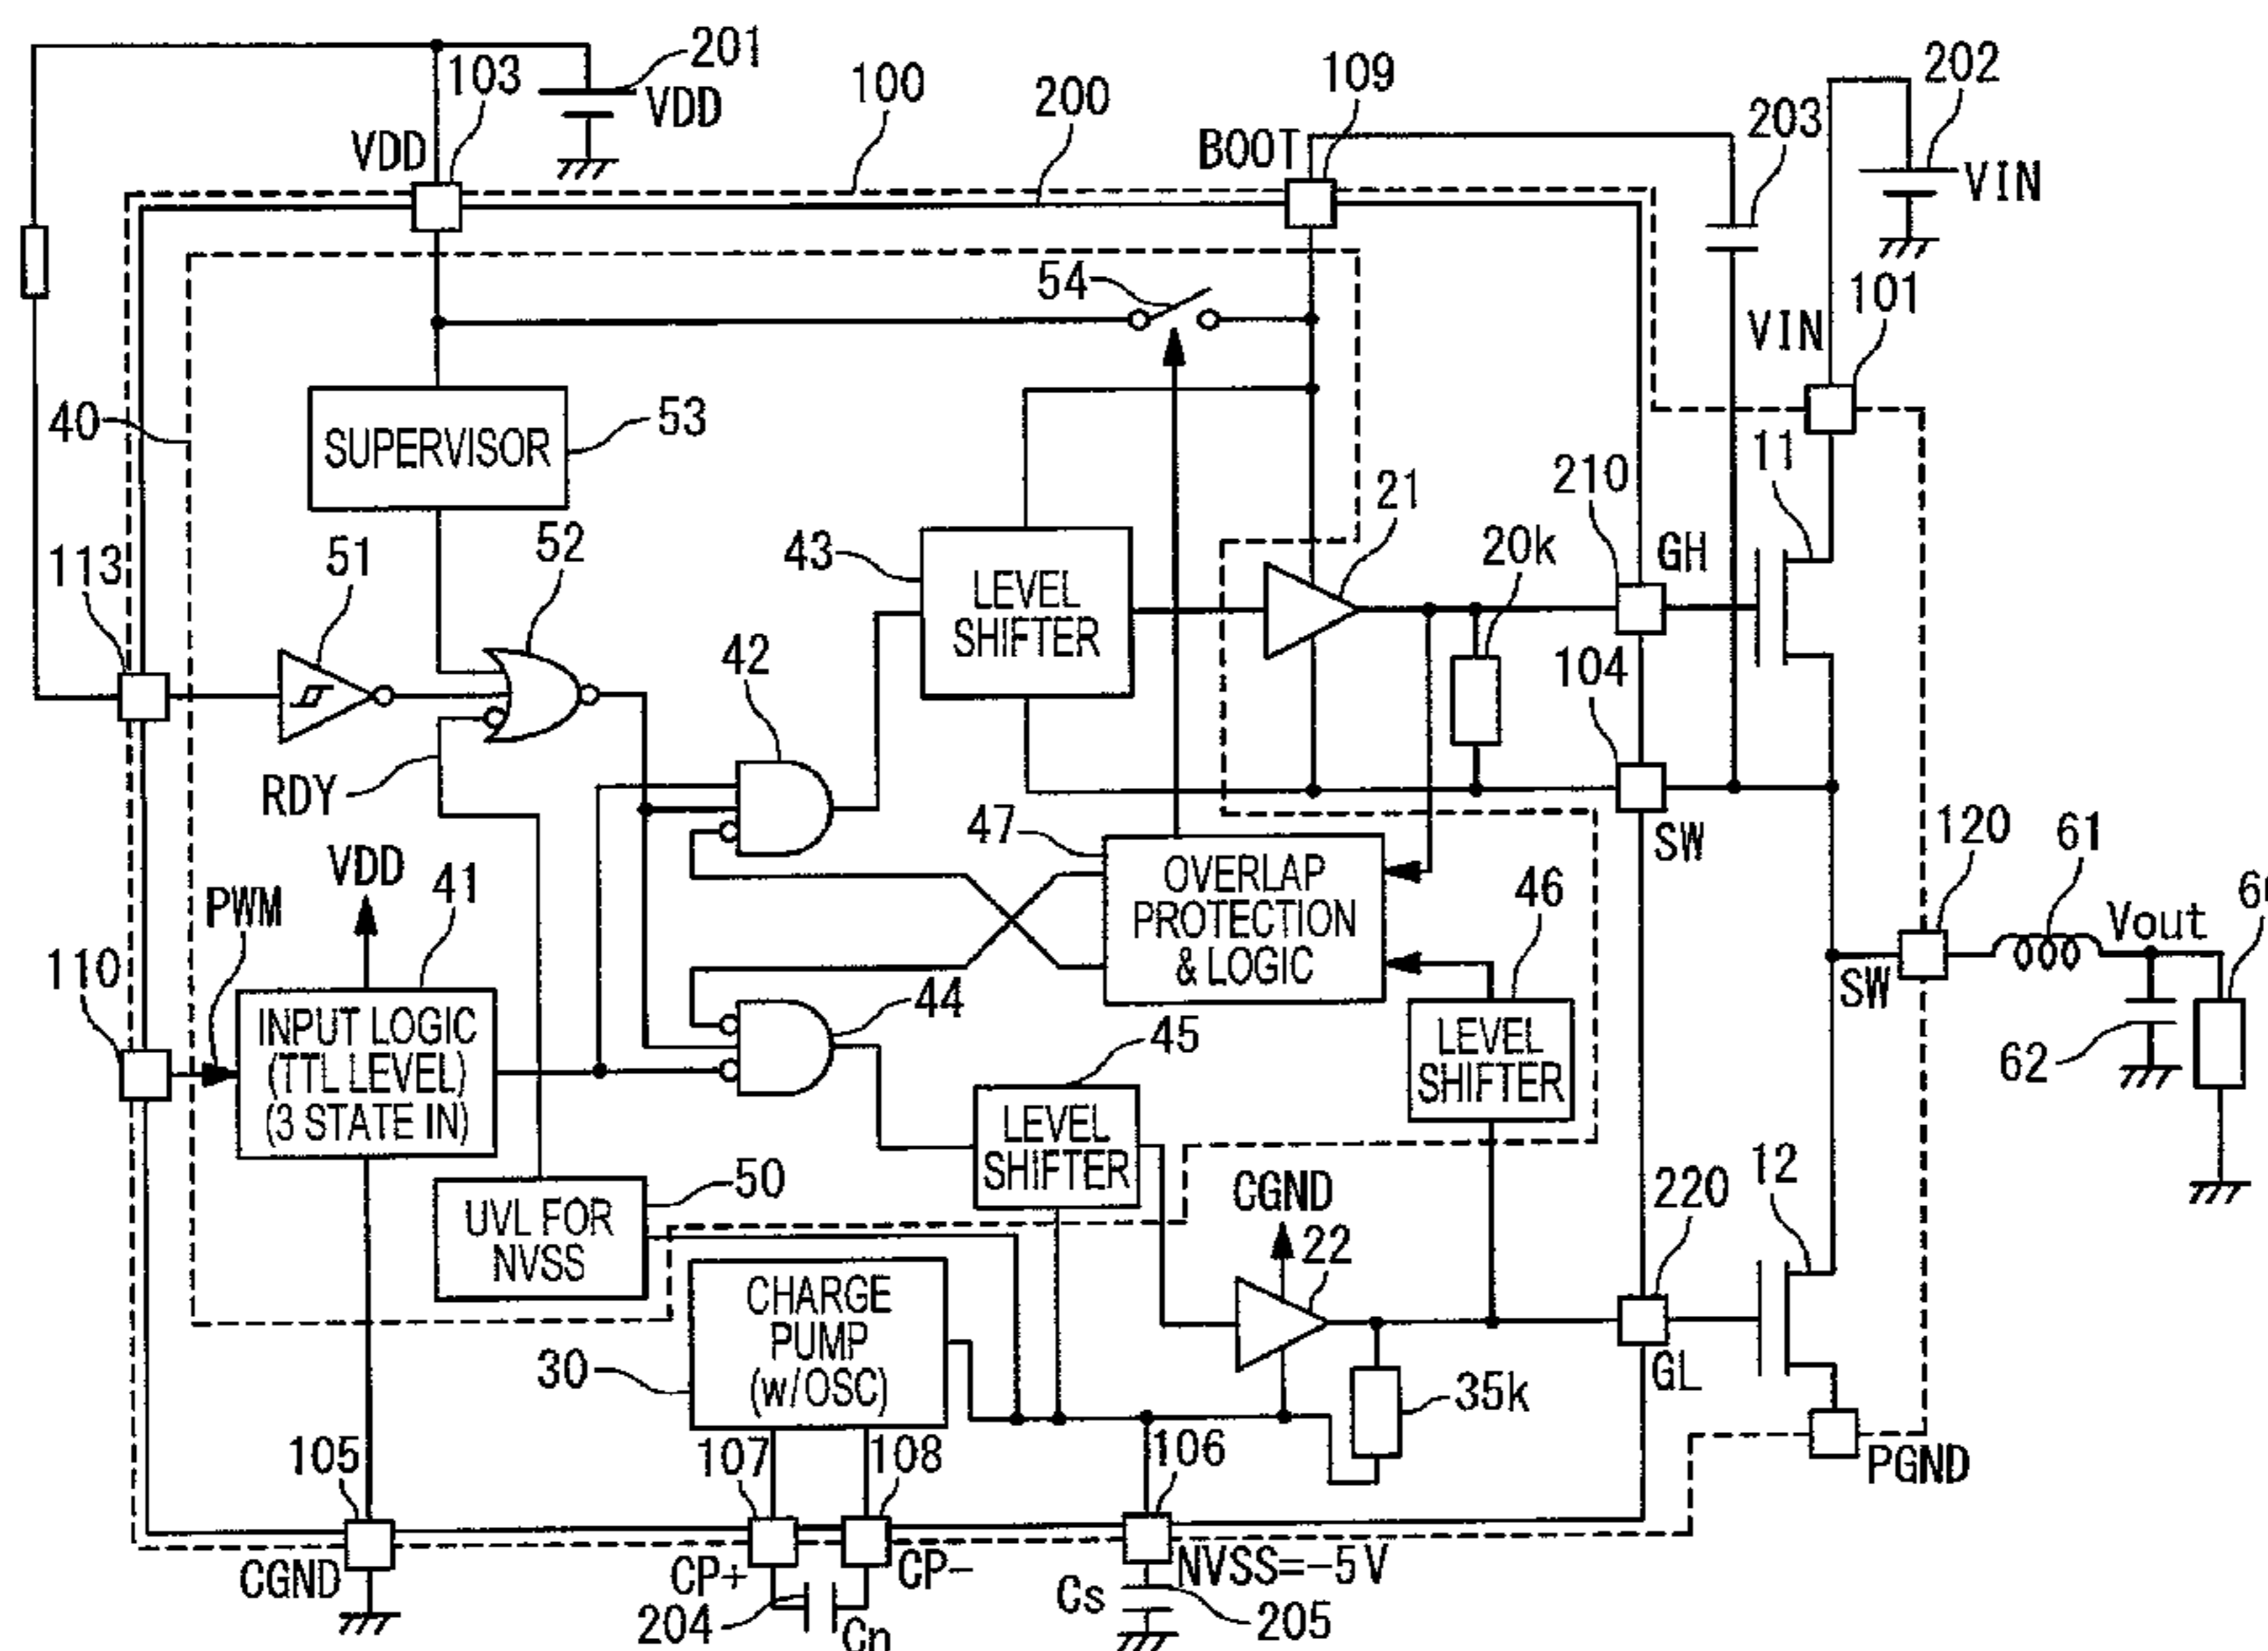 201
VDD
103
VDD
100
200
109
BOOT
202
VIN
203
101
VIN
54
40
SUPERVISOR
53
11
210
GH
21
20k
43
LEVEL
SHIFTER
52
51
113
42
104
SW
RDY
47
OVERLAP
PROTECTION
& LOGIC
46
LEVEL
SHIFTER
120
61
Vout
SW
62
VDD
41
PWM
110
INPUT LOGIC
(TTL LEVEL)
(3 STATE IN)
44
45
LEVEL
SHIFTER
50
UVL FOR
NVSS
CGND
22
220
12
GL
35k
CHARGE
PUMP
(w/OSC)
30
105
107
108
106
PGND
CGND
CP+
CP-
NVSS=-5V
204
Cs
205